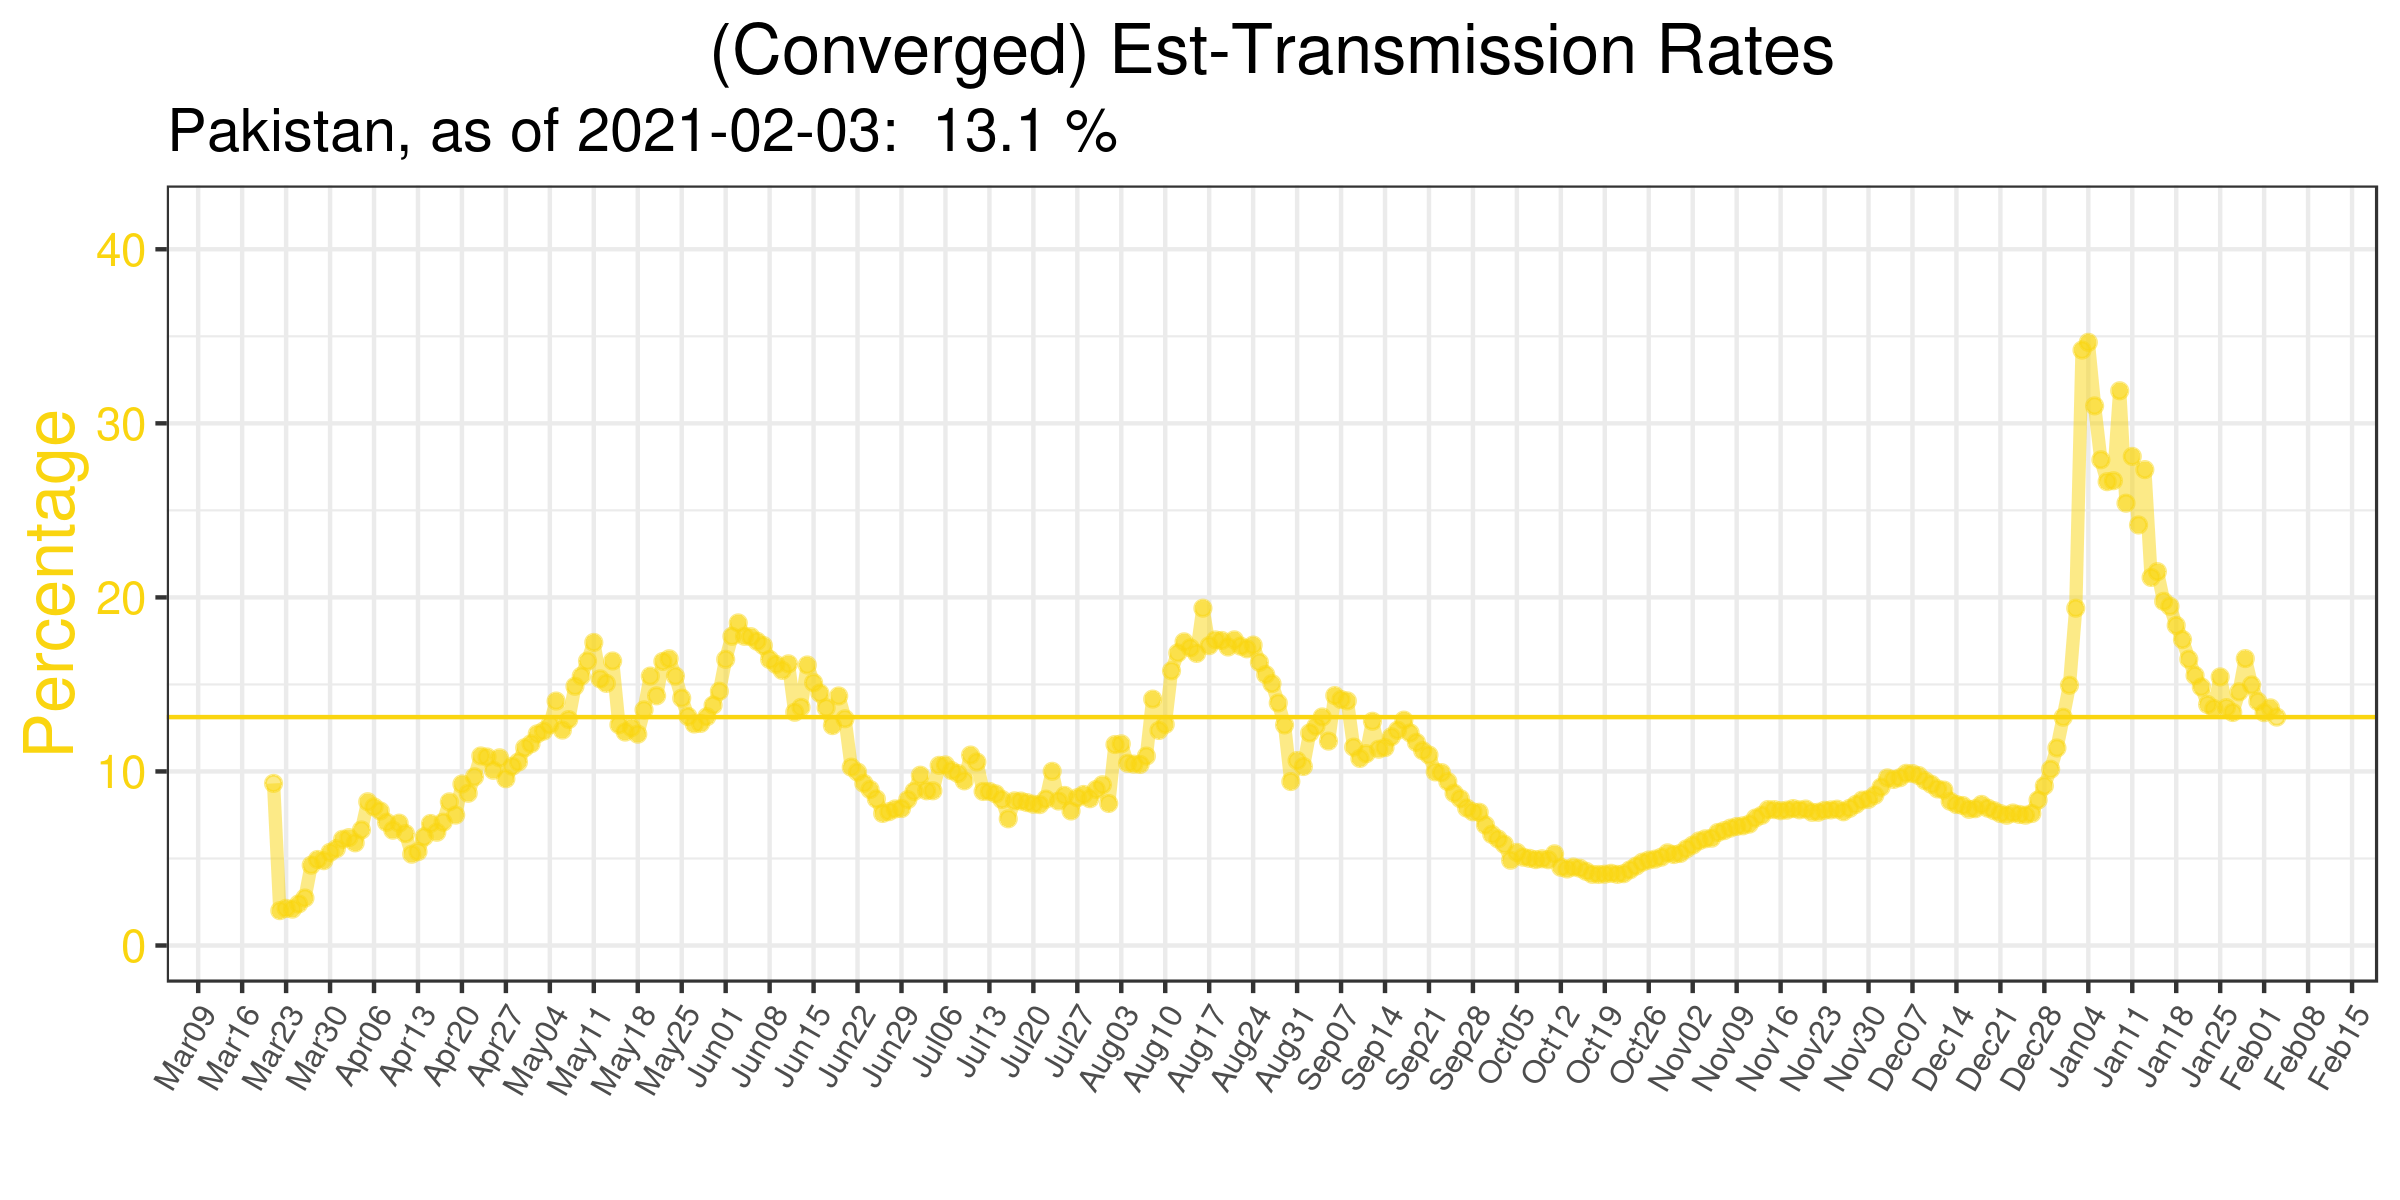 (Converged) Est-Transmission Rates
Pakistan, as of 2021-02-03:  13.1 %
Percentage
40
30
20
10
0
Mar09
Mar16
Mar23
Mar30
Apr06
Apr13
Apr20
Apr27
May04
May11
May18
May25
Jun01
Jun08
Jun15
Jun22
Jun29
Jul06
Jul13
Jul20
Jul27
Aug03
Aug10
Aug17
Aug24
Aug31
Sep07
Sep14
Sep21
Sep28
Oct05
Oct12
Oct19
Oct26
Nov02
Nov09
Nov16
Nov23
Nov30
Dec07
Dec14
Dec21
Dec28
Jan04
Jan11
Jan18
Jan25
Feb01
Feb08
Feb15